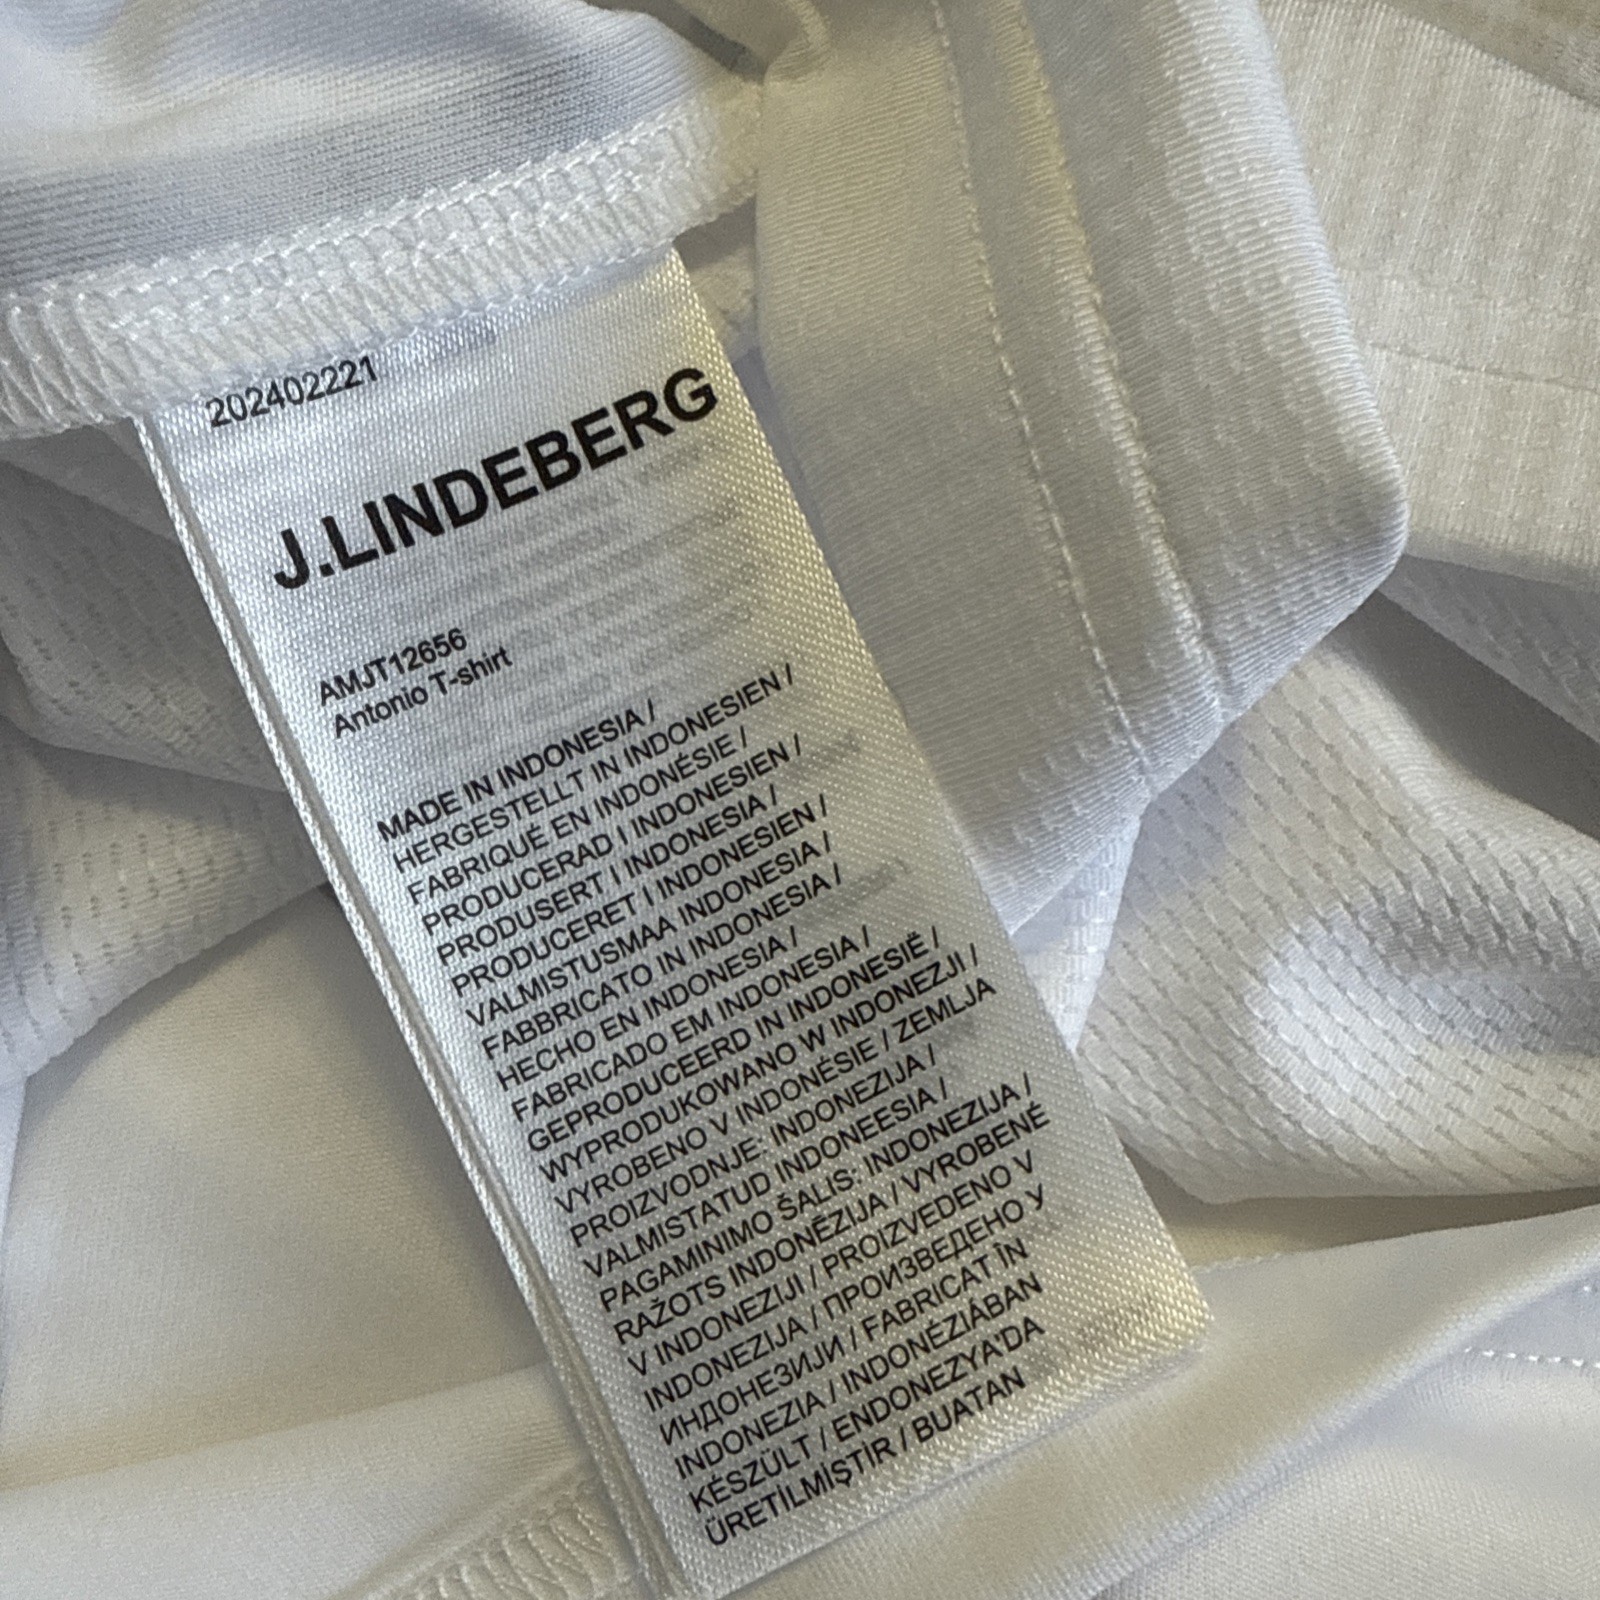 202402221
J.LINDEBERG
AMJT12656
Antonio T-shirt
MADE IN INDONESIA /
HERGESTELLT IN INDONESIEN /
FABRIQUÉ EN INDONÉSIE /
PRODUCERAD I INDONESIEN /
PRODUSERT I INDONESIA /
PRODUCERET I INDONESIEN /
VALMISTUSMAA INDONESIA /
FABBRICATO IN INDONESIA /
HECHO EN INDONESIA /
FABRICADO EM INDONESIA /
GEPRODUCEERD IN INDONESIË /
WYPRODUKOWANO W INDONEZJI /
VYROBENO V INDONÉSIE / ZEMLJA
PROIZVODNJE: INDONEZIJA /
VALMISTATUD INDONEESIA /
PAGAMINIMO ŠALIS: INDONEZIJA /
RAŽOTS INDONĒZIJA / VYROBENÉ
V INDONEZIJI / PROIZVEDENO V
INDONEZIJA / ПРОИЗВЕДЕНО У
ИНДОНЕЗИЈИ / FABRICAT ÎN
INDONEZIA / INDONÉZIÁBAN
KÉSZÜLT / ENDONEZYA'DA
ÜRETİLMİŞTİR / BUATAN